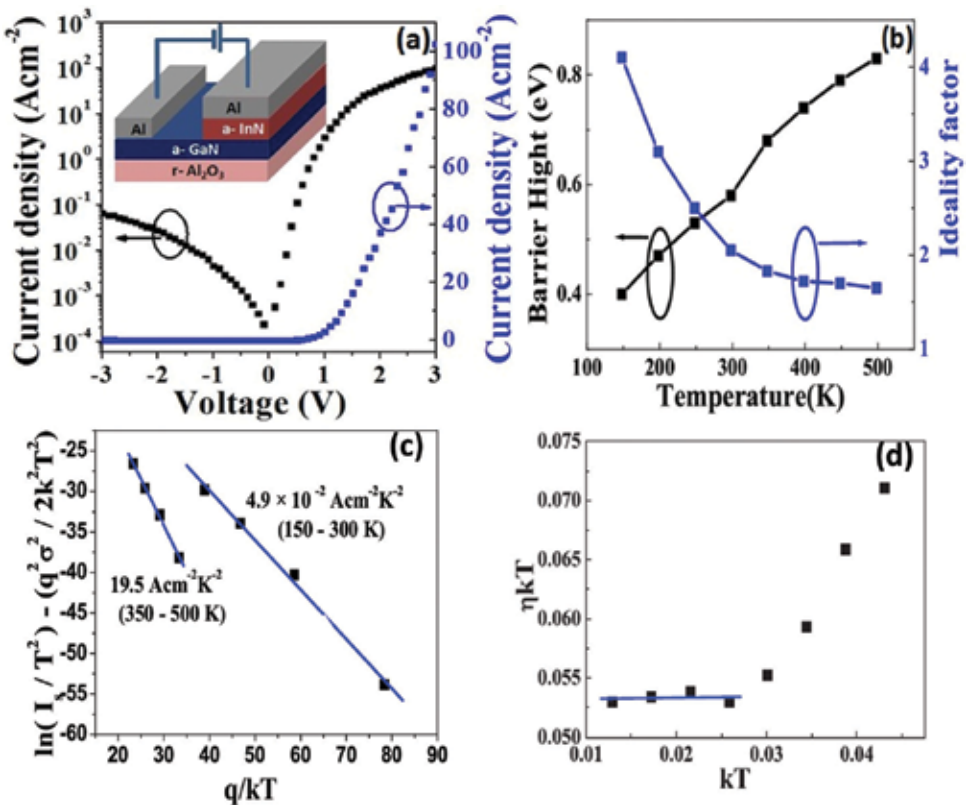 (a)
Current density (Acm⁻²)
10³
10²
10¹
10⁰
10⁻¹
10⁻²
10⁻³
10⁻⁴
Al
Al
a- InN
a- GaN
r- Al₂O₃
-3 -2 -1 0 1 2 3
Voltage (V)
100
80
60
40
20
0
Current density (Acm⁻²)
(b)
Barrier Hight (eV)
0.8
0.6
0.4
100 200 300 400 500
Temperature(K)
4
3
2
1
Ideality factor
(c)
ln( Iₛ / T² ) - (q²σ² / 2k²T²)
-25
-30
-35
-40
-45
-50
-55
-60
4.9 × 10⁻² Acm⁻²K⁻²
(150 - 300 K)
19.5 Acm⁻²K⁻²
(350 - 500 K)
20 30 40 50 60 70 80 90
q/kT
(d)
ηkT
0.075
0.070
0.065
0.060
0.055
0.050
0.01 0.02 0.03 0.04
kT